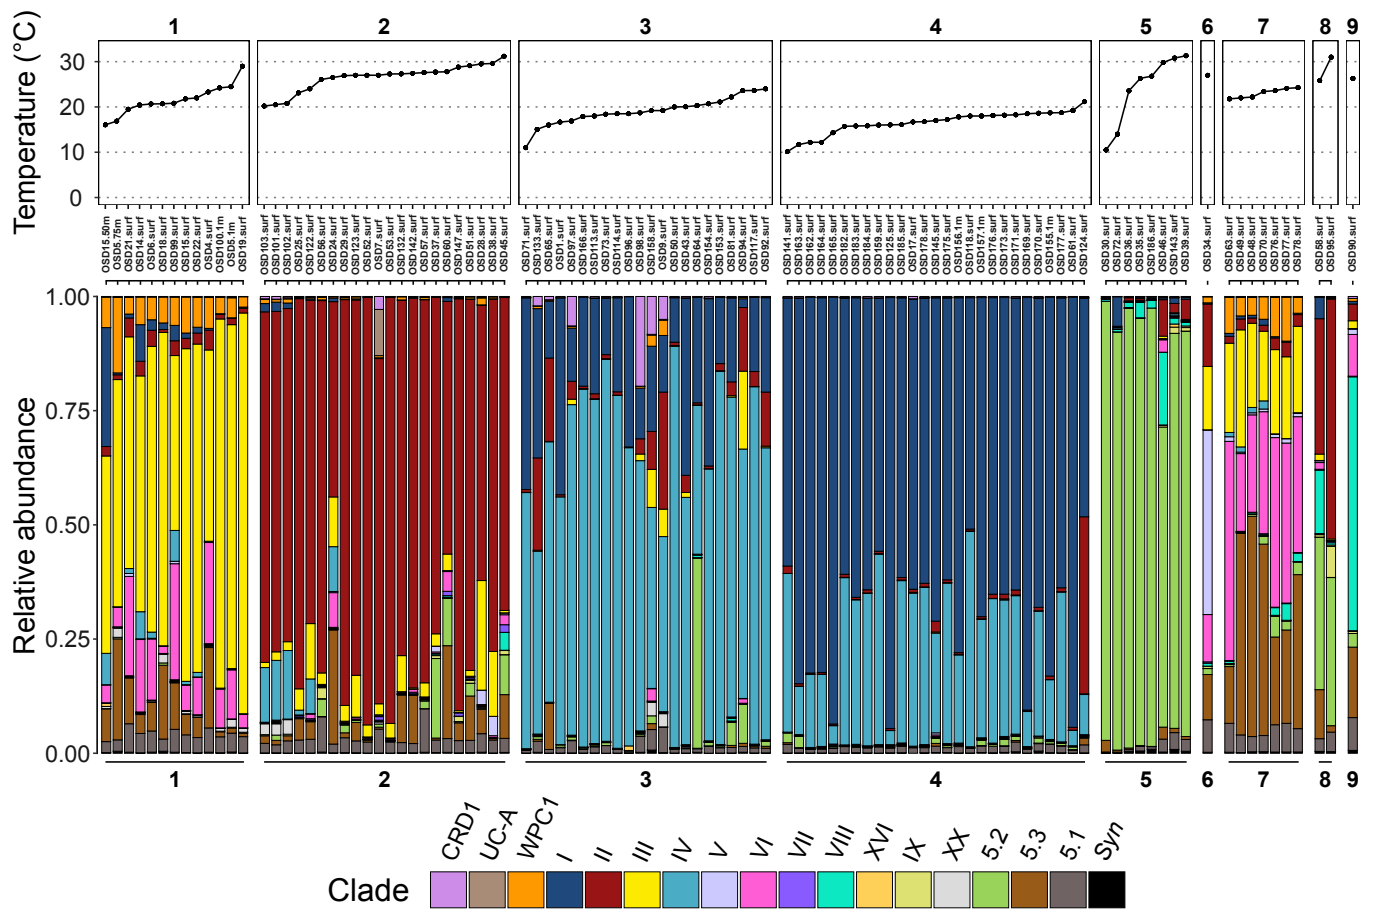 1 2 3 4 5 6 7 8 9
Temperature (°C)
30
20
10
0
OSD15.50m
OSD5.75m
OSD21.surf
OSD14.surf
OSD6.surf
OSD18.surf
OSD99.surf
OSD15.surf
OSD22.surf
OSD4.surf
OSD100.1m
OSD5.1m
OSD19.surf
OSD103.surf
OSD101.surf
OSD102.surf
OSD25.surf
OSD122.surf
OSD56.surf
OSD24.surf
OSD29.surf
OSD123.surf
OSD52.surf
OSD7.surf
OSD53.surf
OSD132.surf
OSD142.surf
OSD57.surf
OSD37.surf
OSD60.surf
OSD147.surf
OSD51.surf
OSD28.surf
OSD38.surf
OSD45.surf
OSD71.surf
OSD133.surf
OSD65.surf
OSD1.surf
OSD97.surf
OSD166.surf
OSD113.surf
OSD73.surf
OSD114.surf
OSD96.surf
OSD98.surf
OSD158.surf
OSD9.surf
OSD50.surf
OSD43.surf
OSD64.surf
OSD154.surf
OSD153.surf
OSD81.surf
OSD94.surf
OSD117.surf
OSD92.surf
OSD141.surf
OSD163.surf
OSD162.surf
OSD164.surf
OSD165.surf
OSD182.surf
OSD183.surf
OSD184.surf
OSD159.surf
OSD2.surf
OSD185.surf
OSD157.surf
OSD178.surf
OSD145.surf
OSD175.surf
OSD156.1m
OSD118.surf
OSD157.1m
OSD176.surf
OSD173.surf
OSD171.surf
OSD169.surf
OSD170.surf
OSD155.1m
OSD177.surf
OSD61.surf
OSD124.surf
OSD30.surf
OSD72.surf
OSD36.surf
OSD35.surf
OSD186.surf
OSD46.surf
OSD143.surf
OSD39.surf
OSD34.surf
OSD63.surf
OSD49.surf
OSD48.surf
OSD70.surf
OSD76.surf
OSD77.surf
OSD78.surf
OSD58.surf
OSD95.surf
OSD90.surf
Relative abundance
1.00
0.75
0.50
0.25
0.00
1 2 3 4 5 6 7 8 9
CRD1 UC-A WPC1 I II III IV V VI VII VIII XVI IX XX 5.2 5.3 5.1 Syn
Clade